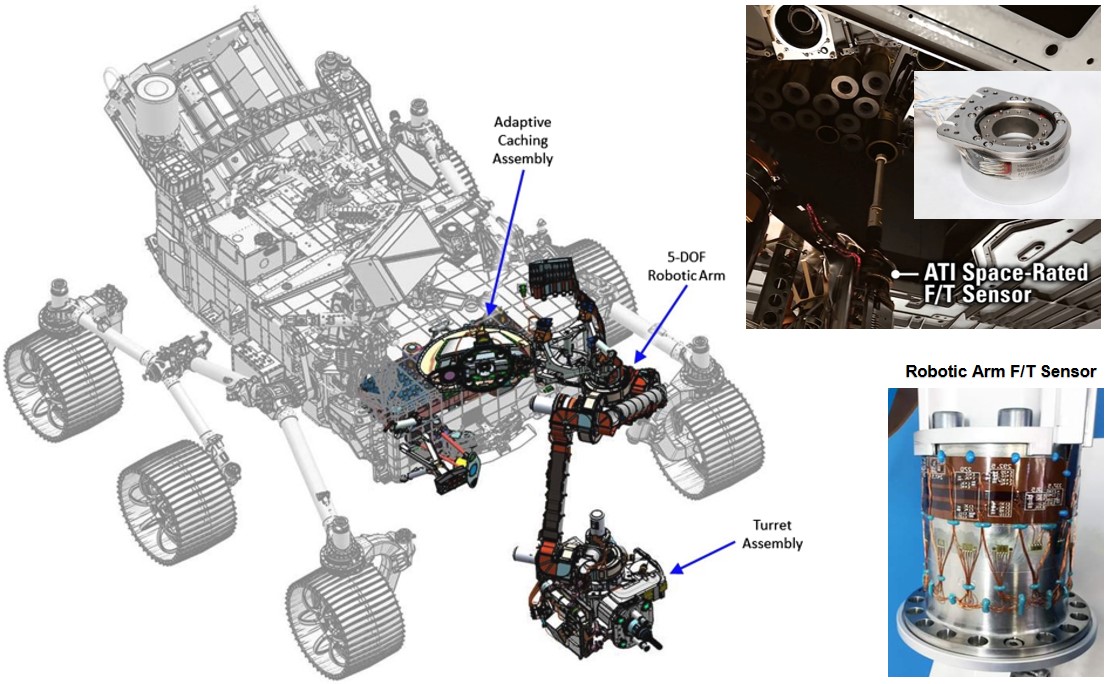 Adaptive
Caching
Assembly
5-DOF
Robotic Arm
Turret
Assembly
ATI Space-Rated
F/T Sensor
Robotic Arm F/T Sensor